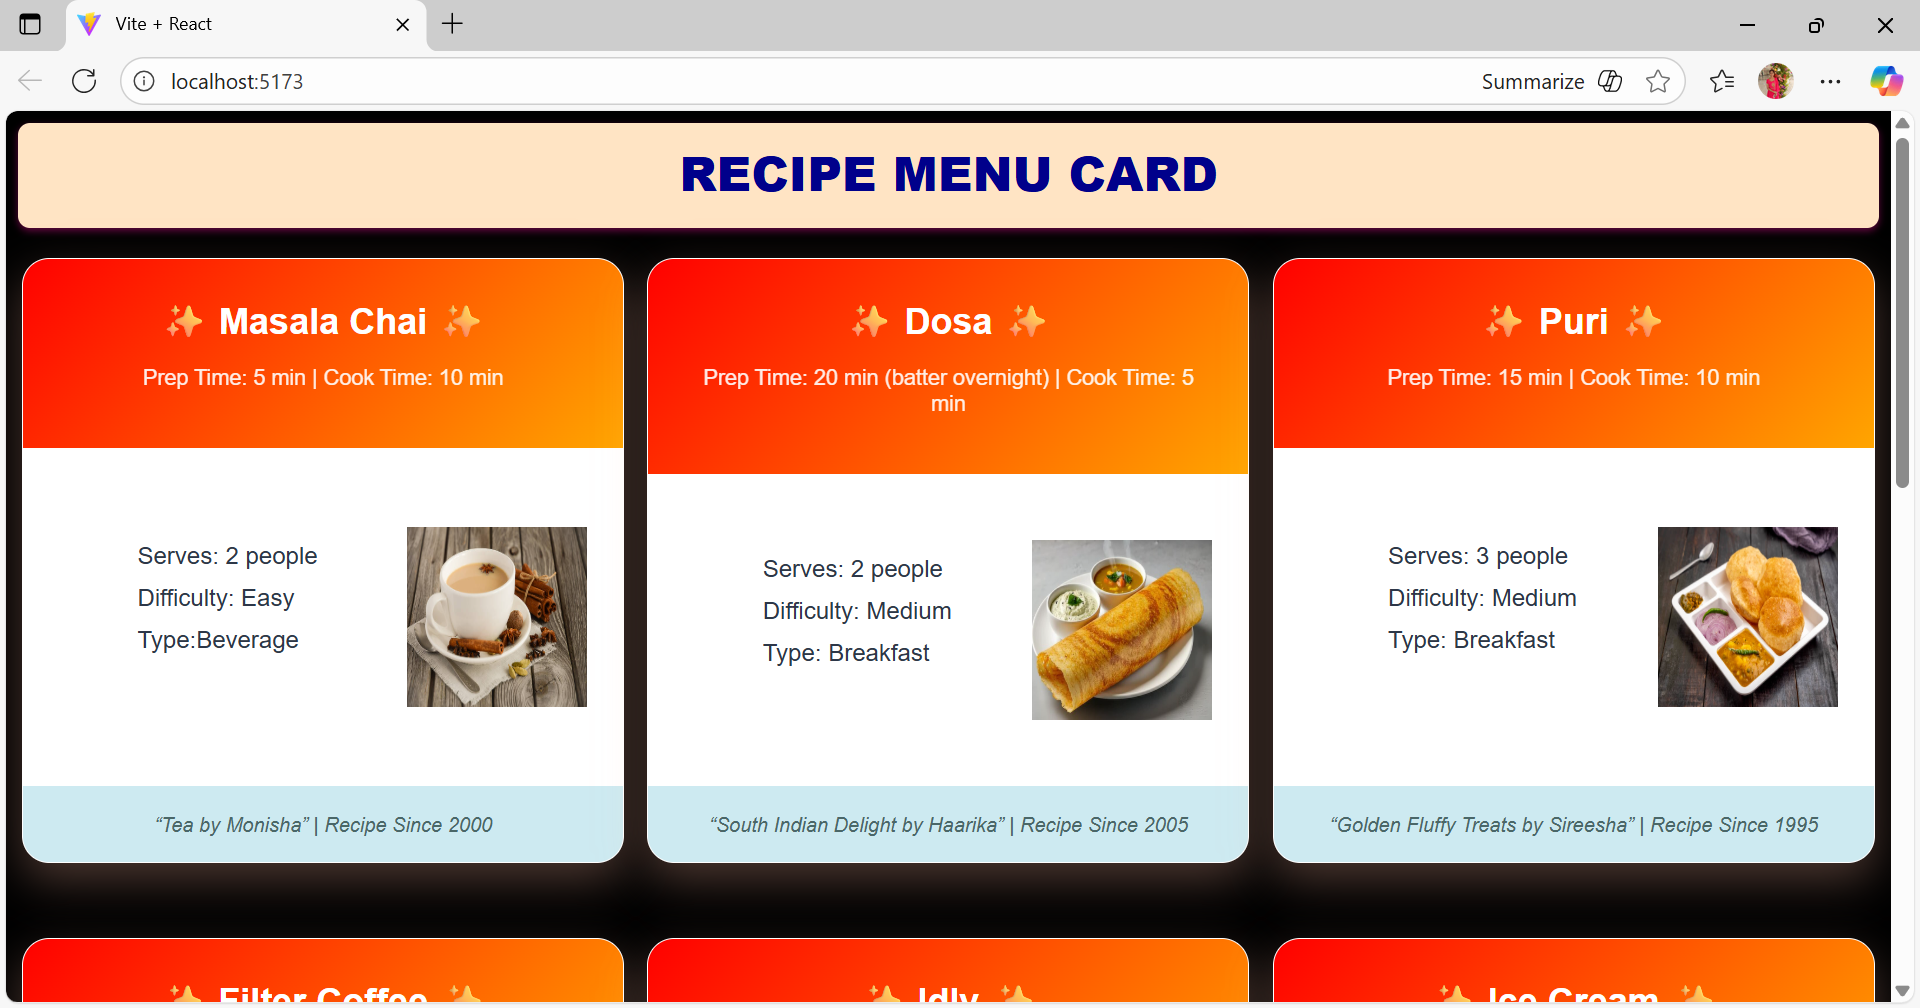 Vite + React
localhost:5173
Summarize
RECIPE MENU CARD
✨ Masala Chai ✨
Prep Time: 5 min | Cook Time: 10 min
Serves: 2 people
Difficulty: Easy
Type:Beverage
“Tea by Monisha” | Recipe Since 2000
✨ Dosa ✨
Prep Time: 20 min (batter overnight) | Cook Time: 5
min
Serves: 2 people
Difficulty: Medium
Type: Breakfast
“South Indian Delight by Haarika” | Recipe Since 2005
✨ Puri ✨
Prep Time: 15 min | Cook Time: 10 min
Serves: 3 people
Difficulty: Medium
Type: Breakfast
“Golden Fluffy Treats by Sireesha” | Recipe Since 1995
✨ Filter Coffee ✨
✨ Idly ✨
✨ Ice Cream ✨